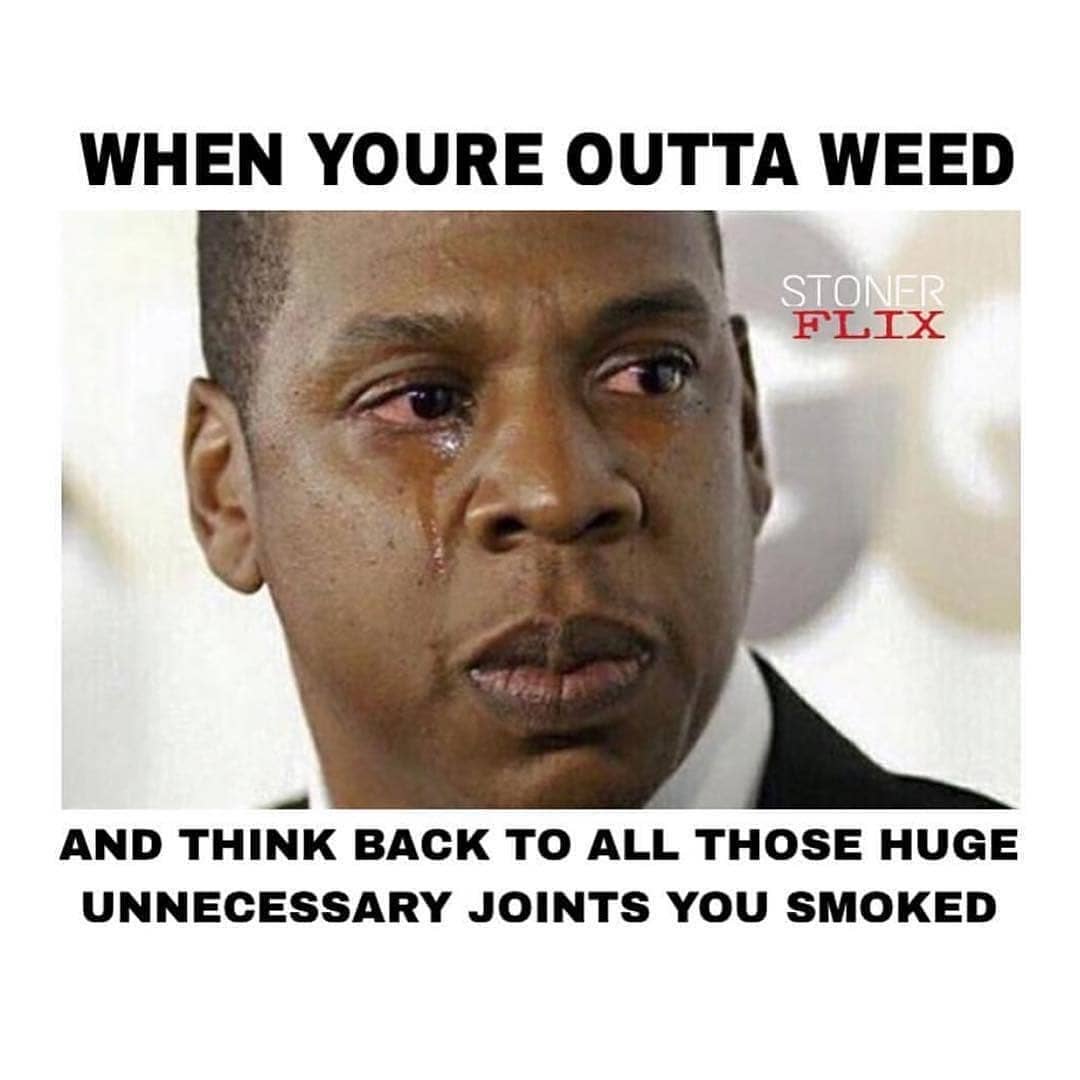 WHEN YOURE OUTTA WEED
STONER
FLIX
AND THINK BACK TO ALL THOSE HUGE
UNNECESSARY JOINTS YOU SMOKED